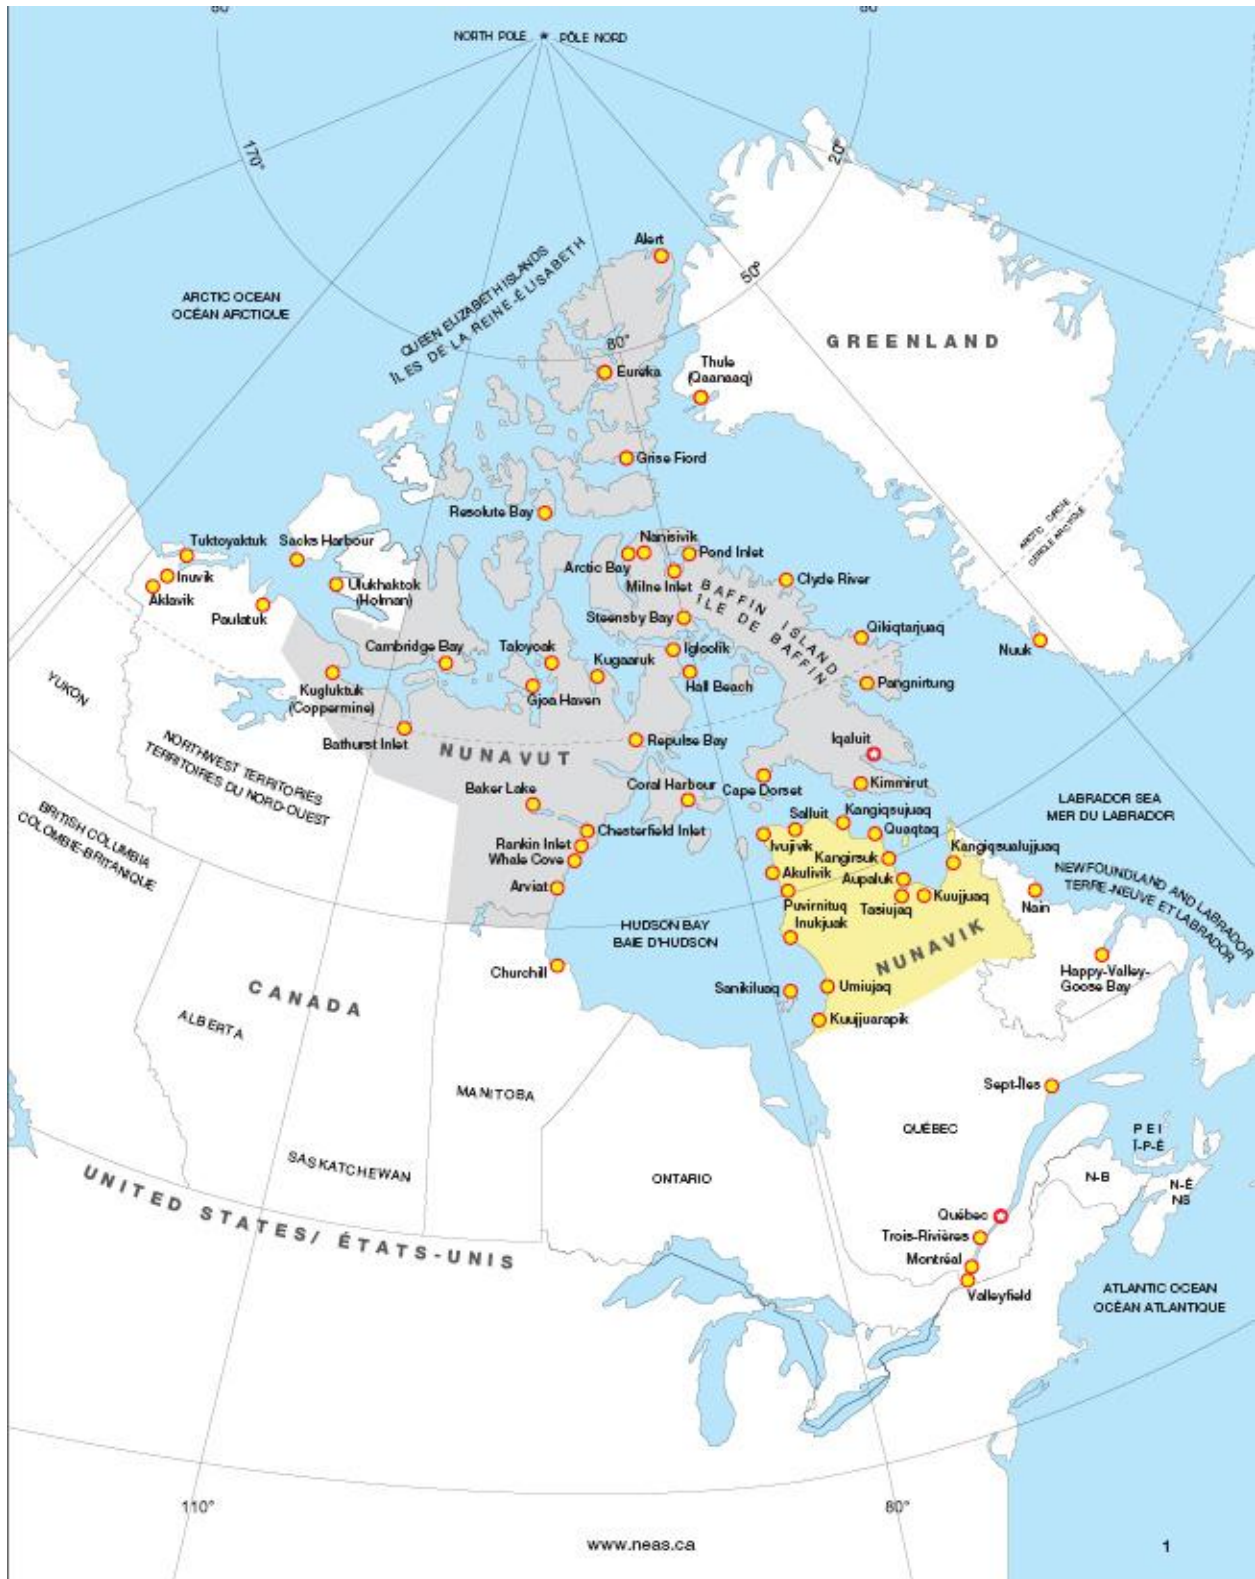 80°
80°
NORTH POLE
PÔLE NORD
170°
20°
50°
80°
Alert
ARCTIC OCEAN
OCÉAN ARCTIQUE
QUEEN ELIZABETH ISLANDS
ÎLES DE LA REINE-ÉLISABETH
GREENLAND
Eureka
Thule
(Qaanaaq)
Grise Fiord
Resolute Bay
ARCTIC CIRCLE
CERCLE ARCTIQUE
Tuktoyaktuk
Sacks Harbour
Nanisivik
Arctic Bay
Pond Inlet
Milne Inlet
Clyde River
Inuvik
Aklavik
Ulukhaktok
(Holman)
Paulatuk
BAFFIN ISLAND
ÎLE DE BAFFIN
Steensby Bay
Qikiqtarjuaq
Nuuk
Cambridge Bay
Taloyoak
Kugaaruk
Igloolik
Hall Beach
Pangnirtung
YUKON
Kugluktuk
(Coppermine)
Gjoa Haven
Bathurst Inlet
NUNAVUT
Repulse Bay
Iqaluit
NORTHWEST TERRITORIES
TERRITOIRES DU NORD-OUEST
Baker Lake
Coral Harbour
Cape Dorset
Kimmirut
LABRADOR SEA
MER DU LABRADOR
BRITISH COLUMBIA
COLOMBIE-BRITANIQUE
Chesterfield Inlet
Salluit
Kangiqsujuaq
Quaqtaq
Rankin Inlet
Whale Cove
Ivujivik
Kangirsuk
Kangiqsualujjuaq
Arviat
Akulivik
Aupaluk
NEWFOUNDLAND AND LABRADOR
TERRE-NEUVE ET LABRADOR
Puvirnituq
Tasiujaq
Kuujjuaq
Nain
Inukjuak
HUDSON BAY
BAIE D'HUDSON
NUNAVIK
Churchill
Happy-Valley-
Goose Bay
Sanikiluaq
Umiujaq
CANADA
Kuujjuarapik
ALBERTA
MANITOBA
Sept-Îles
QUÉBEC
PEI
Î-P-É
SASKATCHEWAN
ONTARIO
N-B
N-É
NS
UNITED STATES/ ÉTATS-UNIS
Québec
Trois-Rivières
Montréal
Valleyfield
ATLANTIC OCEAN
OCÉAN ATLANTIQUE
110°
80°
www.neas.ca
1